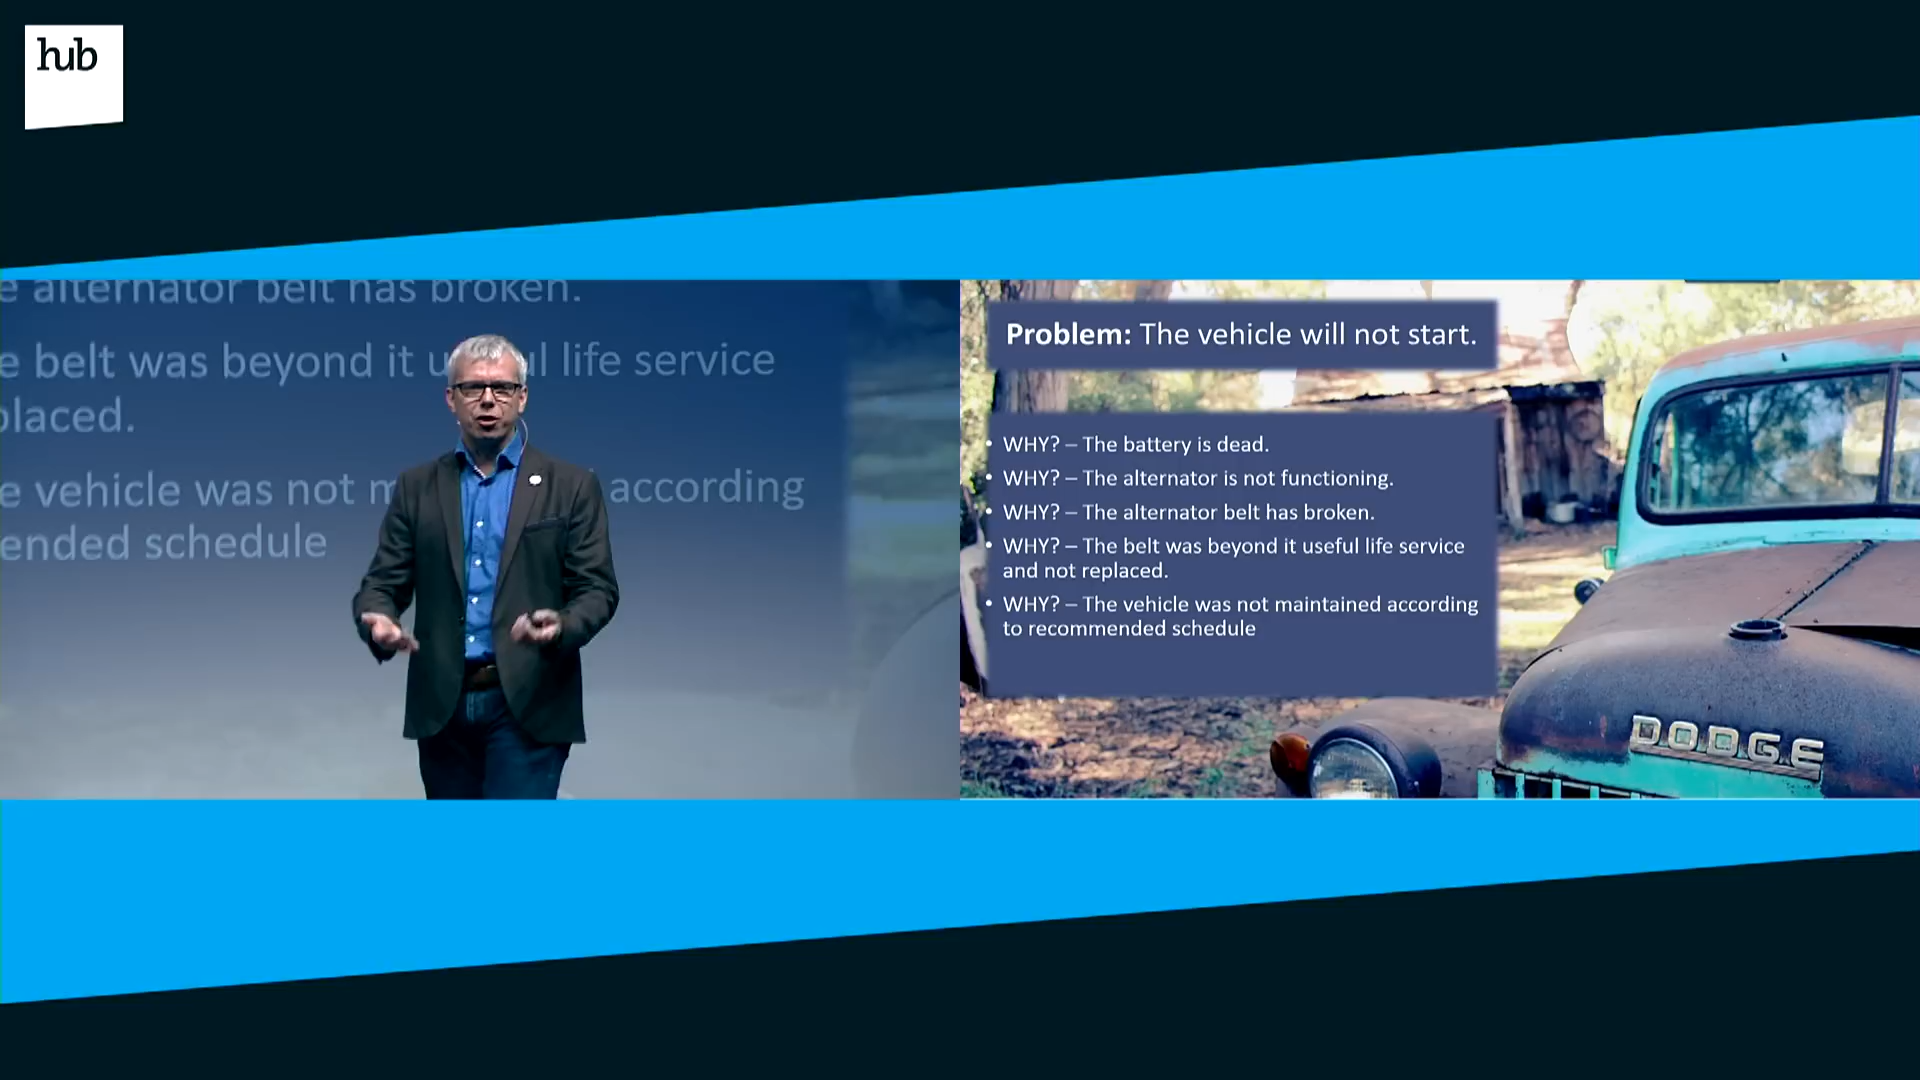 hub
e alternator belt has broken.
e belt was beyond it u l life service
placed.
e vehicle was not m according
ended schedule
Problem: The vehicle will not start.
• WHY? – The battery is dead.
• WHY? – The alternator is not functioning.
• WHY? – The alternator belt has broken.
• WHY? – The belt was beyond it useful life service
and not replaced.
• WHY? – The vehicle was not maintained according
to recommended schedule
DODGE